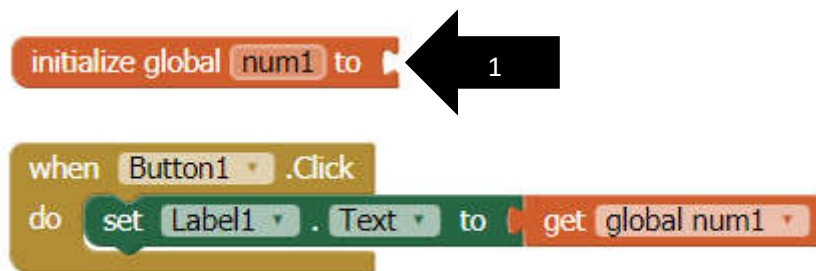 initialize global num1 to
1
when Button1 .Click
do set Label1 . Text to get global num1